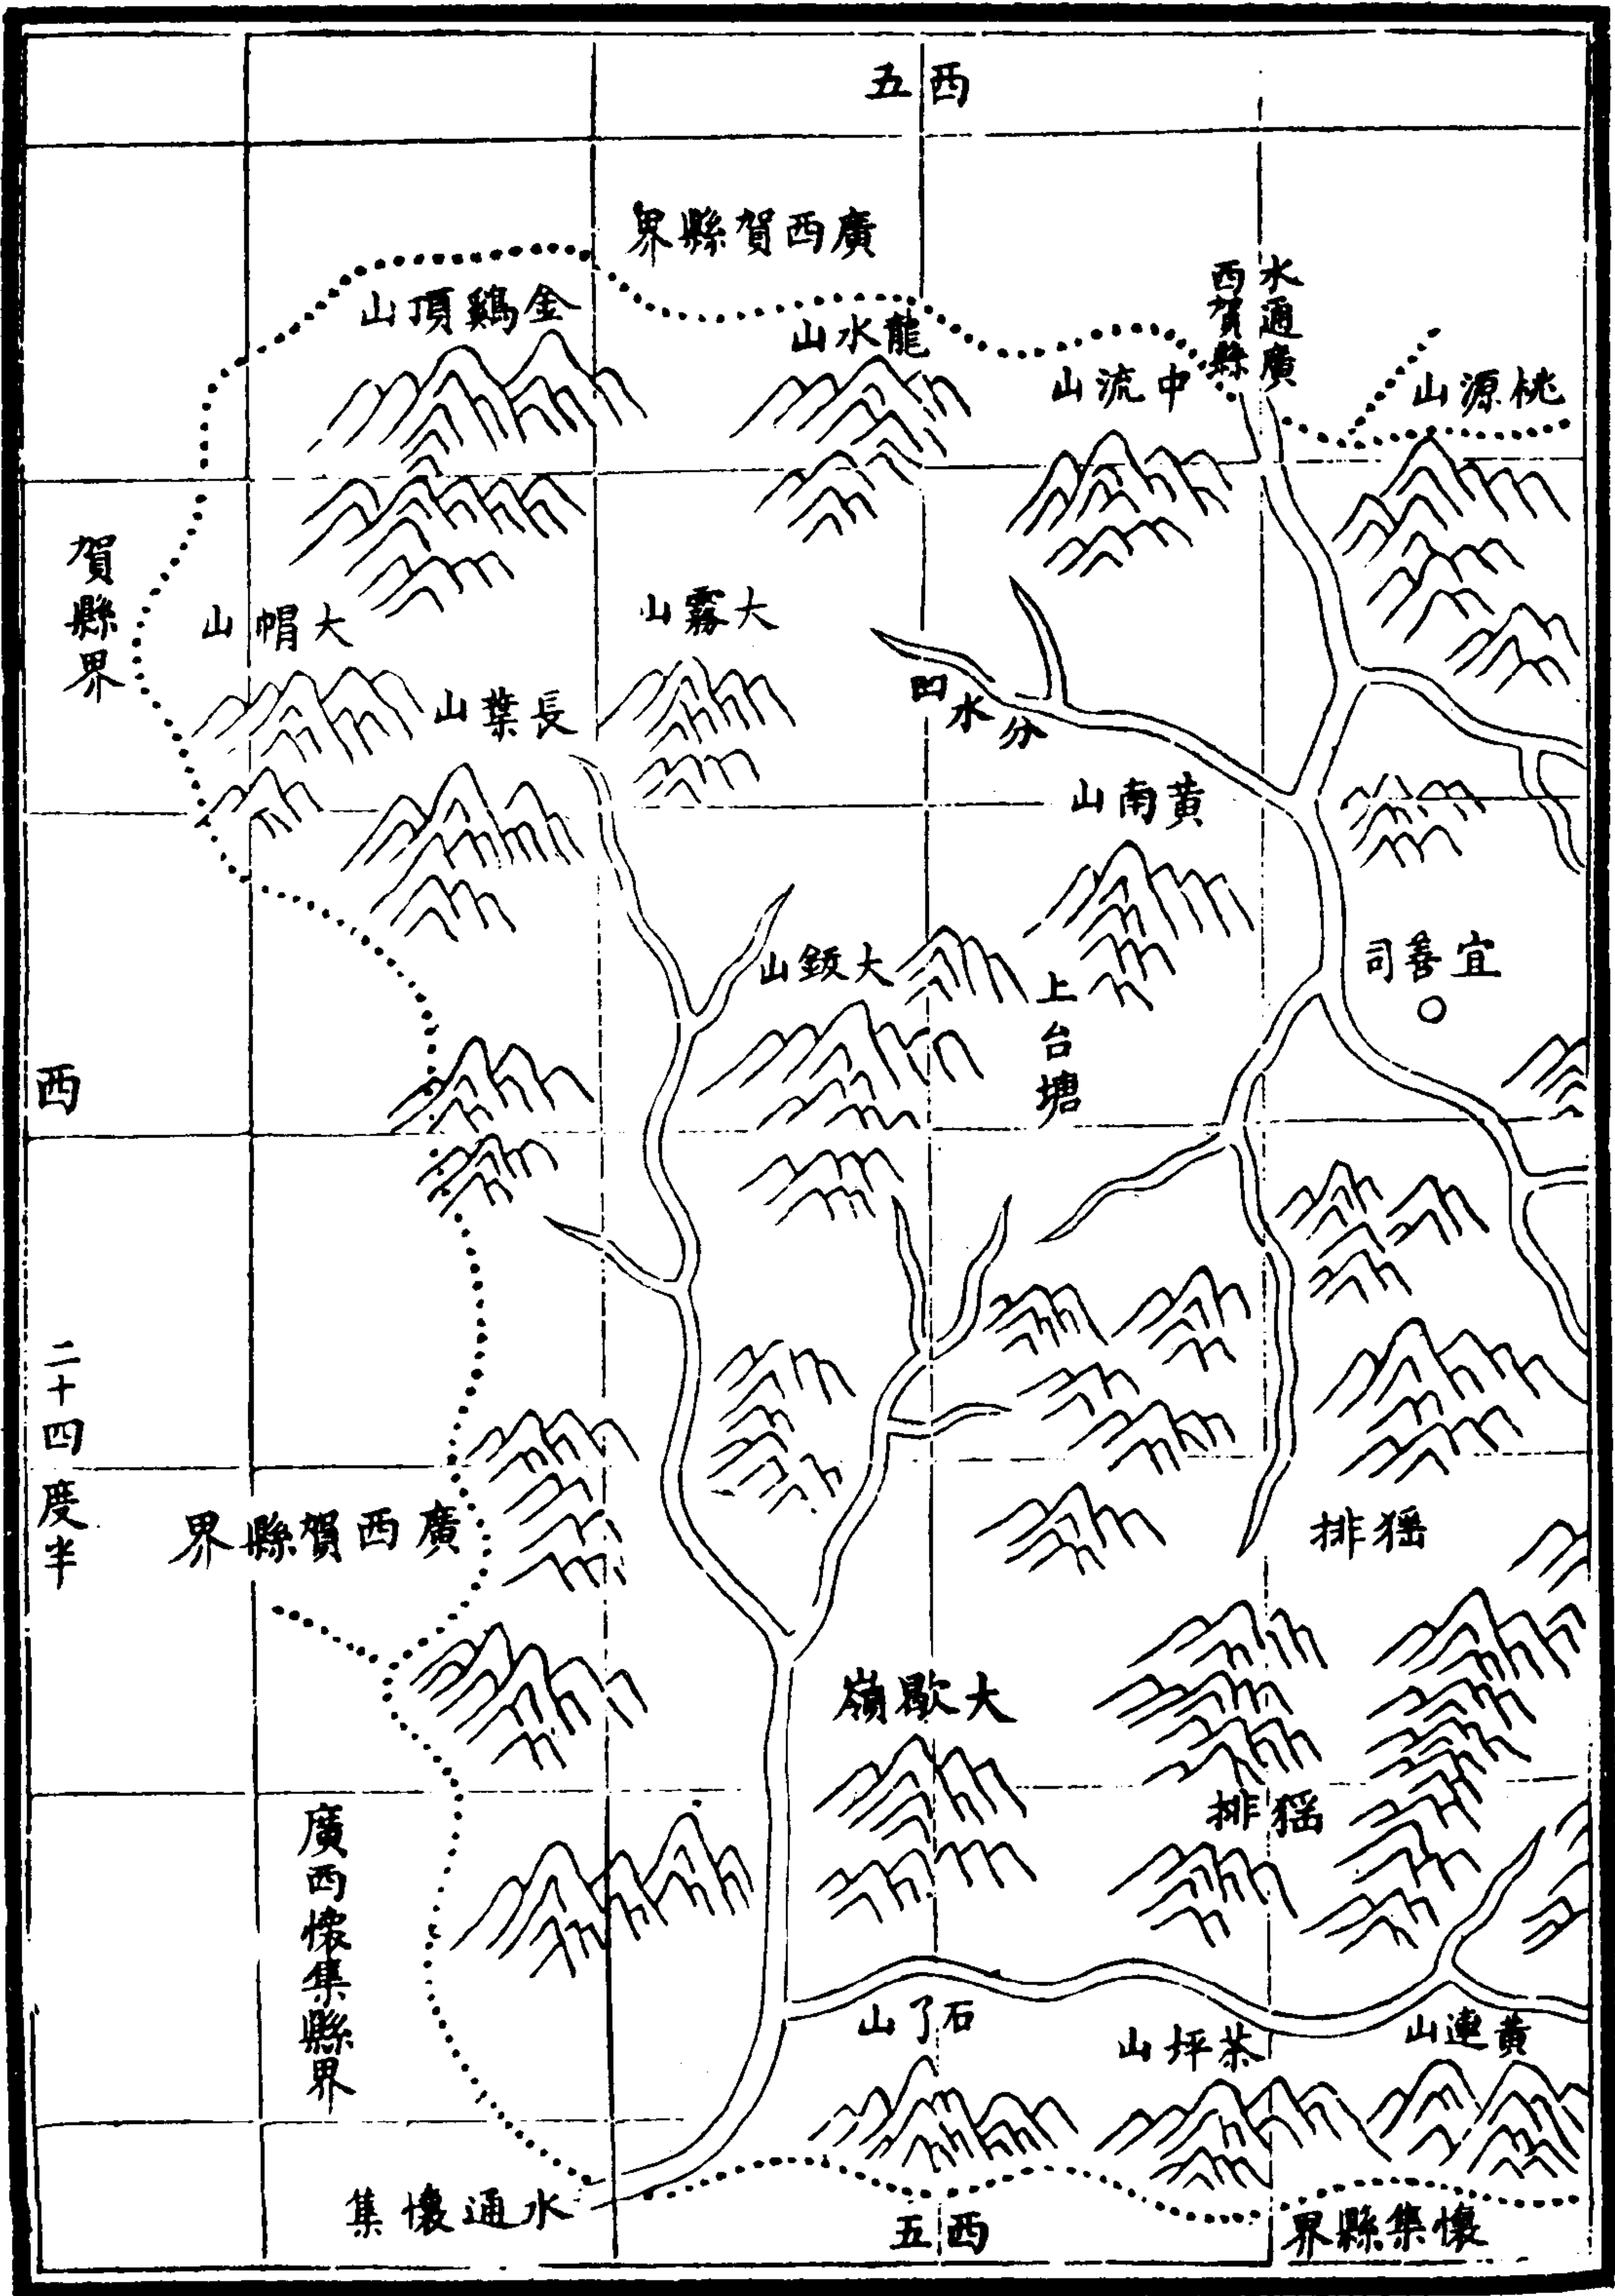 西五
廣西賀縣界
水通廣
西賀縣
桃源山
中流山
龍水山
金鷄頂山
賀縣界
大帽山
長葉山
大霧山
分水凹
黃南山
宜善司
上台塘
大鈑山
西
二十四度半
猺排
廣西賀縣界
大歇嶺
猺排
廣西懷集縣界
黃連山
茶坪山
石了山
懷集縣界
西五
水通懷集